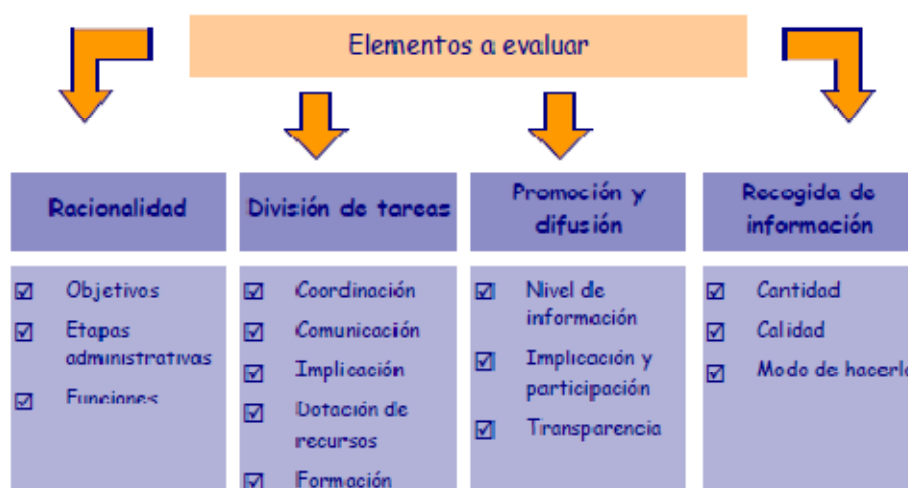 Elementos a evaluar
Racionalidad
Objetivos
Etapas
administrativas
Funciones
División de tareas
Coordinación
Comunicación
Implicación
Dotación de
recursos
Formación
Promoción y
difusión
Nivel de
información
Implicación y
participación
Transparencia
Recogida de
información
Cantidad
Calidad
Modo de hacerlo